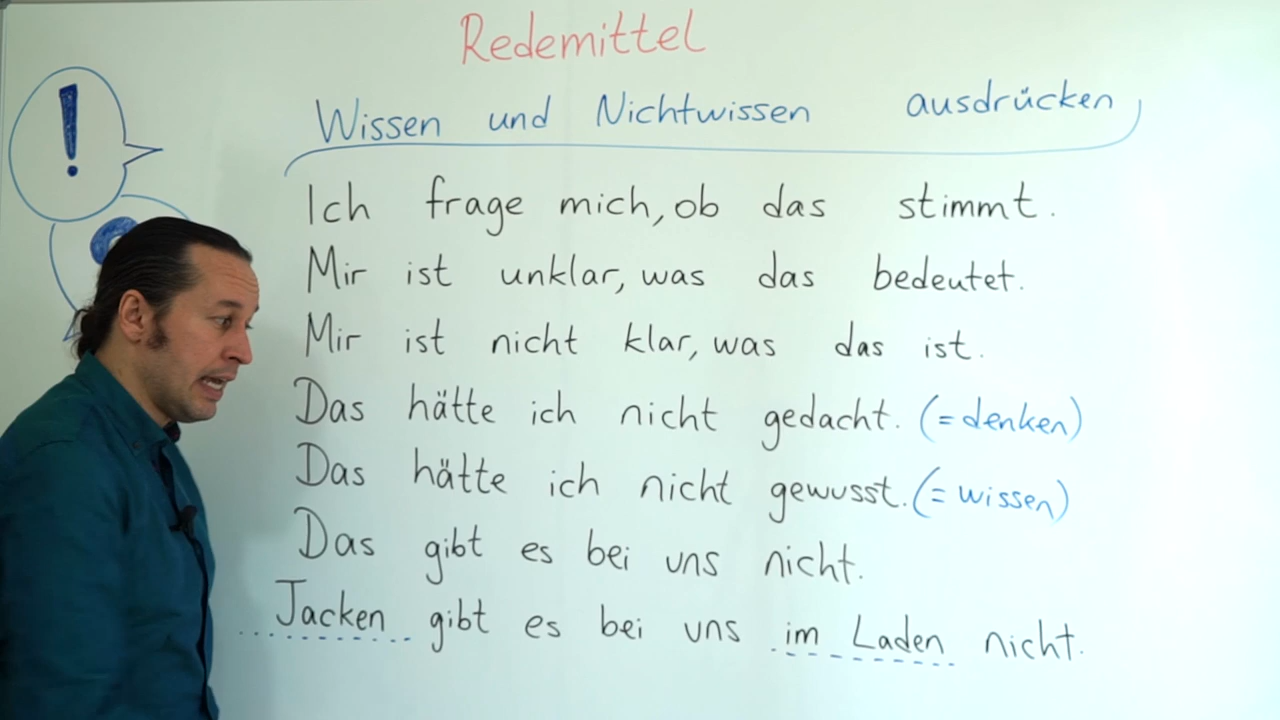 Redemittel
Wissen und Nichtwissen ausdrücken
!
Ich frage mich, ob das stimmt.
Mir ist unklar, was das bedeutet.
Mir ist nicht klar, was das ist.
Das hätte ich nicht gedacht. (= denken)
Das hätte ich nicht gewusst. (= wissen)
Das gibt es bei uns nicht.
Jacken gibt es bei uns im Laden nicht.